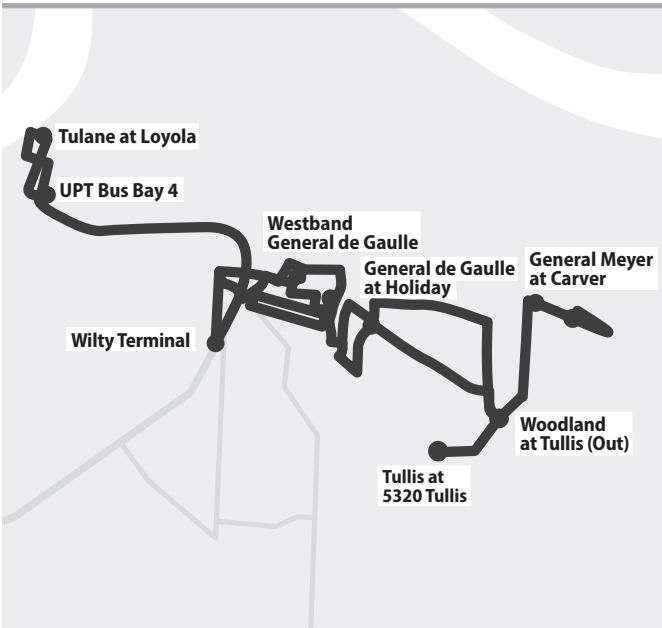 Tulane at Loyola
UPT Bus Bay 4
Westband
General de Gaulle
General de Gaulle
at Holiday
General Meyer
at Carver
Wilty Terminal
Woodland
at Tullis (Out)
Tullis at
5320 Tullis